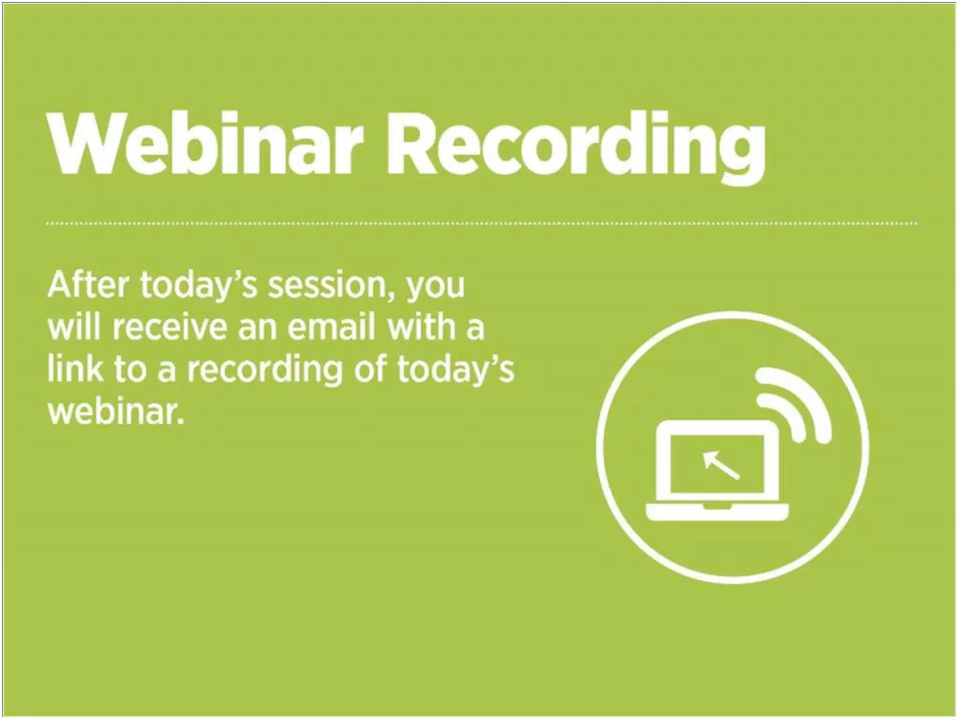 Webinar Recording
After today’s session, you
will receive an email with a
link to a recording of today’s
webinar.